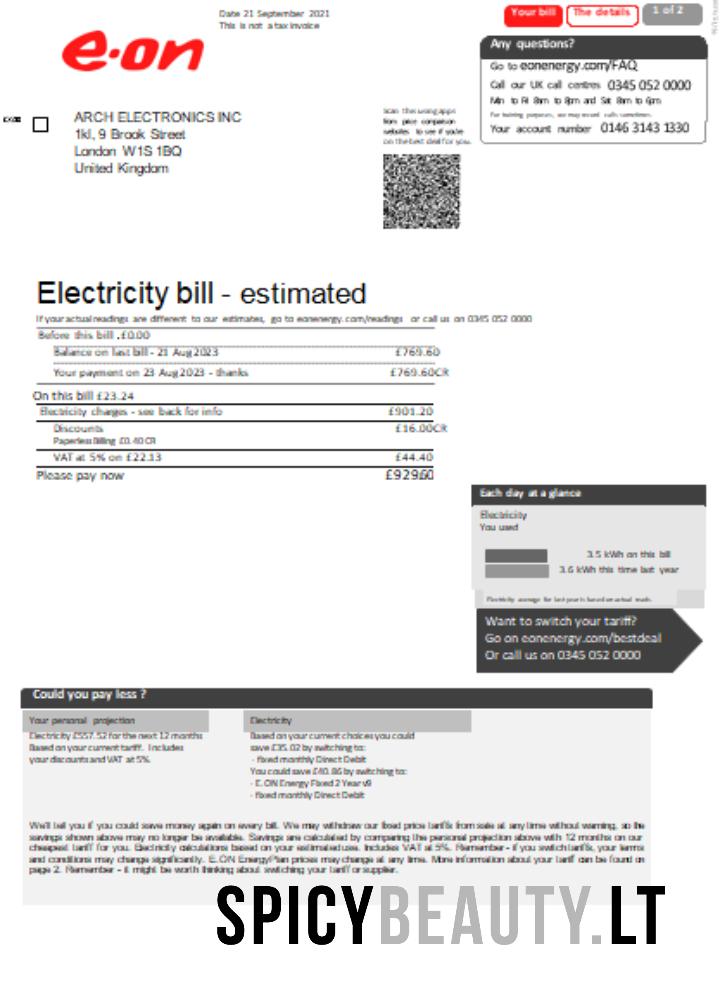 Date 21 September 2021
This is not a tax invoice
Your bill
The details
1 of 2
e·on
Any questions?
Go to eonenergy.com/FAQ
Call our UK call centres 0345 052 0000
Mn to Fri 8am to 8pm and Sat 8am to 6pm
For training purposes, we may record calls sometimes.
Your account number 0146 3143 1330
ARCH ELECTRONICS INC
1kl, 9 Brook Street
London W1S 1BQ
United Kingdom
Scan this using apps
from price comparison
websites to see if you're
on the best deal for you.
Electricity bill - estimated
If your actual readings are different to our estimates, go to eonenergy.com/readings or call us on 0345 052 0000
Before this bill .£0.00
Balance on last bill - 21 Aug 2023 £769.60
Your payment on 23 Aug 2023 - thanks £769.60CR
On this bill £23.24
Electricity charges - see back for info £901.20
Discounts £16.00CR
Paperless Billing £0.40 CR
VAT at 5% on £22.13 £44.40
Please pay now £92960
Each day at a glance
Electricity
You used
3.5 kWh on this bill
3.6 kWh this time last year
Electricity average for last year is based on actual reads.
Want to switch your tariff?
Go on eonenergy.com/bestdeal
Or call us on 0345 052 0000
Could you pay less ?
Your personal projection
Electricity £557.52 for the next 12 months
Based on your current tariff. Includes
your discounts and VAT at 5%.
Electricity
Based on your current choices you could
save £35.02 by switching to:
- fixed monthly Direct Debit
You could save £40.86 by switching to:
- E.ON Energy Fixed 2 Year v9
- fixed monthly Direct Debit
We'll tell you if you could save money again on every bill. We may withdraw our fixed price tariffs from sale at any time without warning, so the
savings shown above may no longer be available. Savings are calculated by comparing the personal projection above with 12 months on our
cheapest tariff for you. Electricity calculations based on your estimated use. Includes VAT at 5%. Remember - if you switch tariffs, your terms
and conditions may change significantly. E.ON EnergyPlan prices may change at any time. More information about your tariff can be found on
page 2. Remember - it might be worth thinking about switching your tariff or supplier.
SPICYBEAUTY.LT